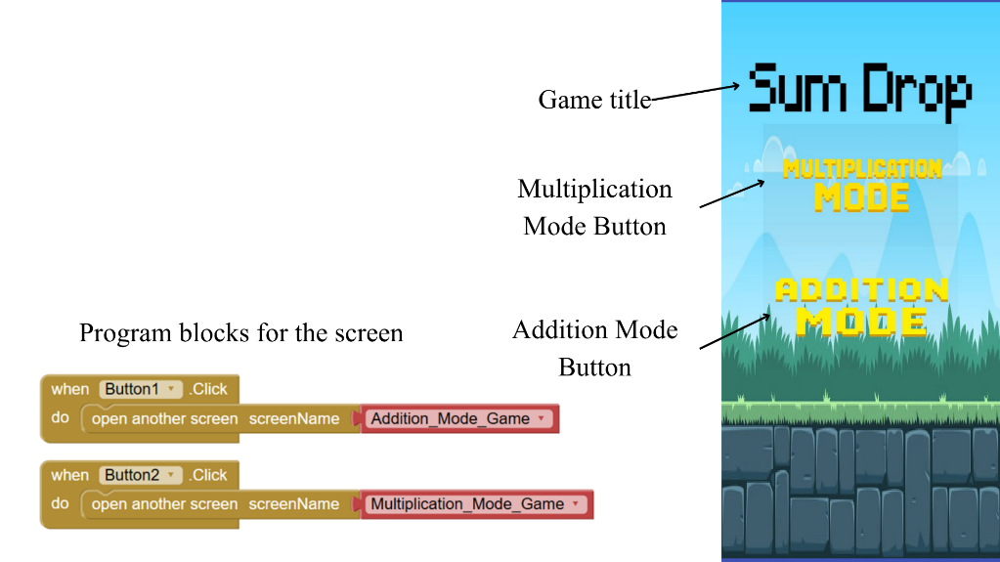 Game title
Sum Drop
Multiplication
Mode Button
MULTIPLICATION
MODE
Addition Mode
Button
ADDITION
MODE
Program blocks for the screen
when Button1 .Click
do open another screen screenName Addition_Mode_Game
when Button2 .Click
do open another screen screenName Multiplication_Mode_Game